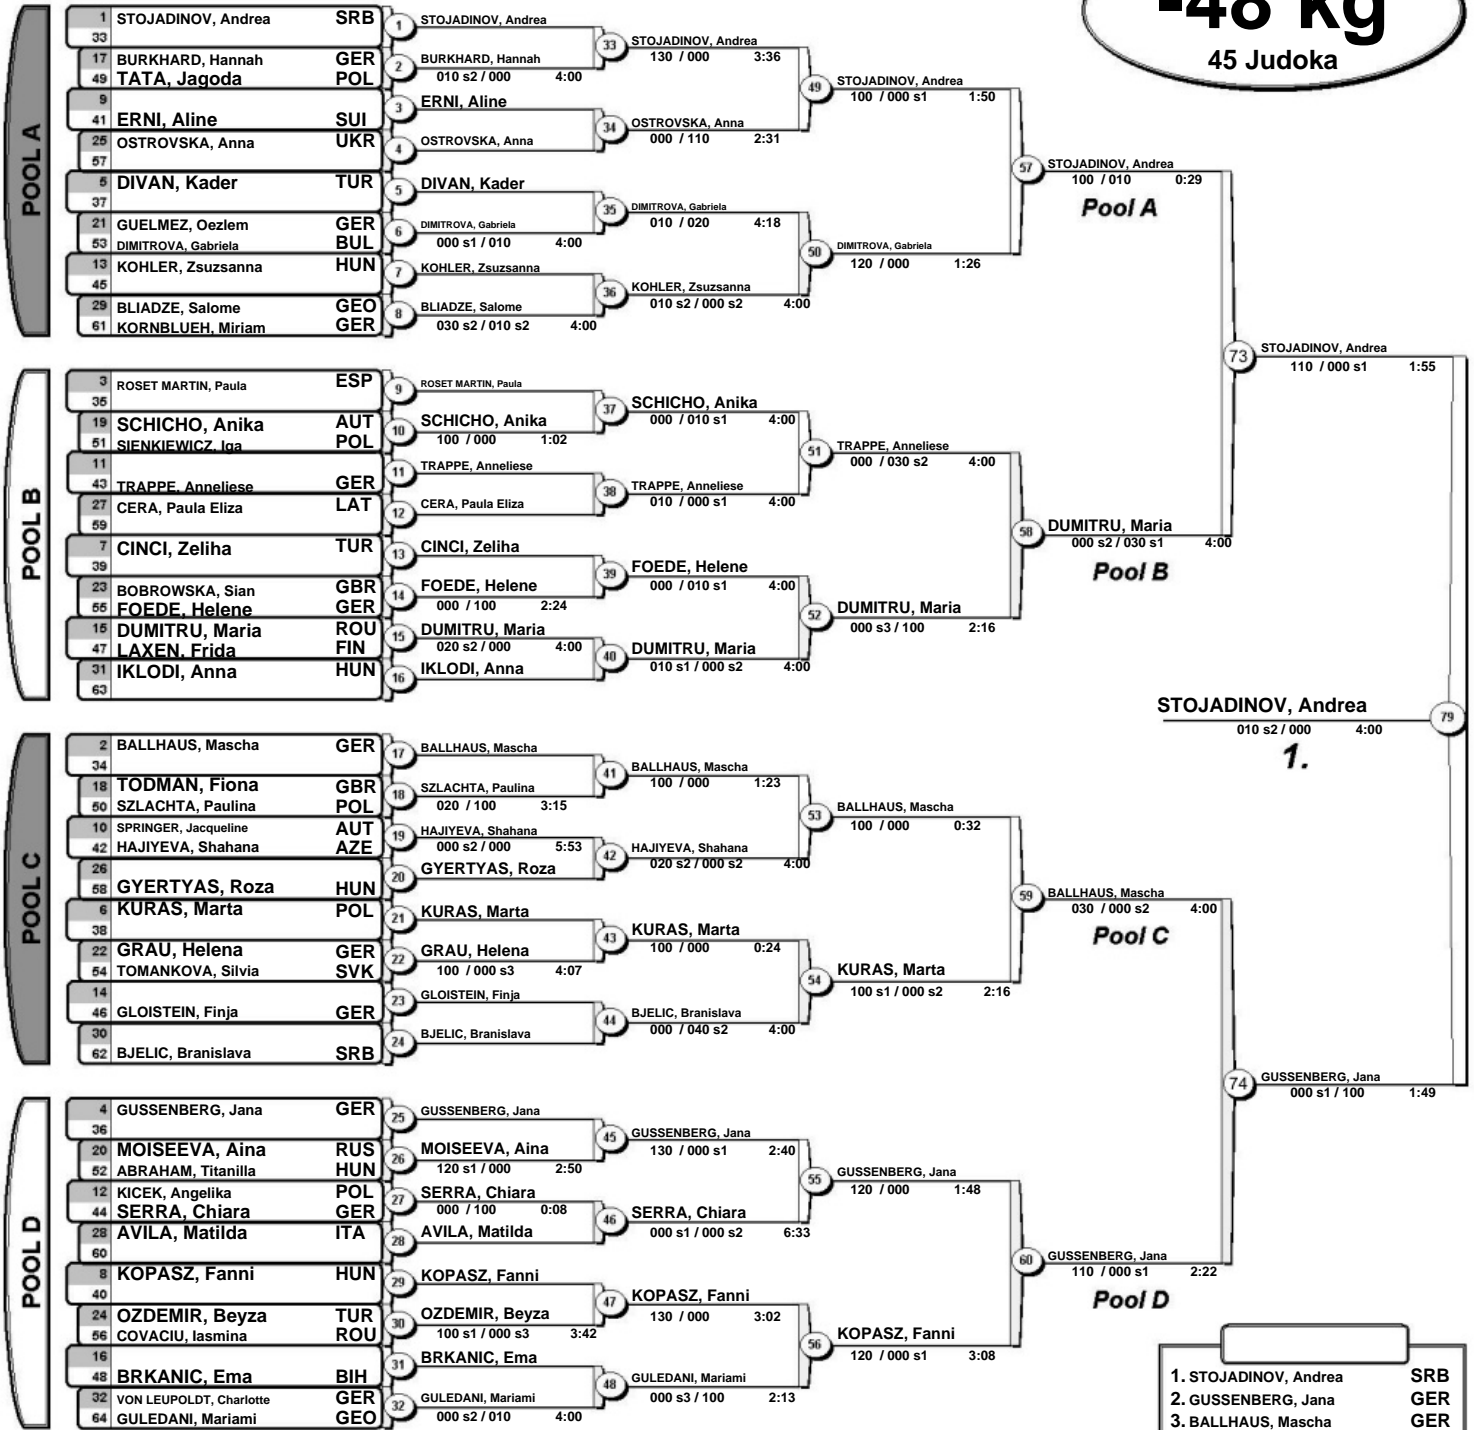 -48 kg
45 Judoka
POOL A
1 STOJADINOV, Andrea SRB
33
17 BURKHARD, Hannah GER
49 TATA, Jagoda POL
9
41 ERNI, Aline SUI
25 OSTROVSKA, Anna UKR
57
5 DIVAN, Kader TUR
37
21 GUELMEZ, Oezlem GER
53 DIMITROVA, Gabriela BUL
13 KOHLER, Zsuzsanna HUN
45
29 BLIADZE, Salome GEO
61 KORNBLUEH, Miriam GER
1 STOJADINOV, Andrea
2 BURKHARD, Hannah
010 s2 / 000 4:00
3 ERNI, Aline
4 OSTROVSKA, Anna
5 DIVAN, Kader
6 DIMITROVA, Gabriela
000 s1 / 010 4:00
7 KOHLER, Zsuzsanna
8 BLIADZE, Salome
030 s2 / 010 s2 4:00
33 STOJADINOV, Andrea
130 / 000 3:36
34 OSTROVSKA, Anna
000 / 110 2:31
35 DIMITROVA, Gabriela
010 / 020 4:18
36 KOHLER, Zsuzsanna
010 s2 / 000 s2 4:00
49 STOJADINOV, Andrea
100 / 000 s1 1:50
50 DIMITROVA, Gabriela
120 / 000 1:26
57 STOJADINOV, Andrea
100 / 010 0:29
Pool A
POOL B
3 ROSET MARTIN, Paula ESP
35
19 SCHICHO, Anika AUT
51 SIENKIEWICZ, Iga POL
11
43 TRAPPE, Anneliese GER
27 CERA, Paula Eliza LAT
59
7 CINCI, Zeliha TUR
39
23 BOBROWSKA, Sian GBR
55 FOEDE, Helene GER
15 DUMITRU, Maria ROU
47 LAXEN, Frida FIN
31 IKLODI, Anna HUN
63
9 ROSET MARTIN, Paula
10 SCHICHO, Anika
100 / 000 1:02
11 TRAPPE, Anneliese
12 CERA, Paula Eliza
13 CINCI, Zeliha
14 FOEDE, Helene
000 / 100 2:24
15 DUMITRU, Maria
020 s2 / 000 4:00
16 IKLODI, Anna
37 SCHICHO, Anika
000 / 010 s1 4:00
38 TRAPPE, Anneliese
010 / 000 s1 4:00
39 FOEDE, Helene
000 / 010 s1 4:00
40 DUMITRU, Maria
010 s1 / 000 s2 4:00
51 TRAPPE, Anneliese
000 / 030 s2 4:00
52 DUMITRU, Maria
000 s3 / 100 2:16
58 DUMITRU, Maria
000 s2 / 030 s1 4:00
Pool B
73 STOJADINOV, Andrea
110 / 000 s1 1:55
STOJADINOV, Andrea 79
010 s2 / 000 4:00
1.
POOL C
2 BALLHAUS, Mascha GER
34
18 TODMAN, Fiona GBR
50 SZLACHTA, Paulina POL
10 SPRINGER, Jacqueline AUT
42 HAJIYEVA, Shahana AZE
26
58 GYERTYAS, Roza HUN
6 KURAS, Marta POL
38
22 GRAU, Helena GER
54 TOMANKOVA, Silvia SVK
14
46 GLOISTEIN, Finja GER
30
62 BJELIC, Branislava SRB
17 BALLHAUS, Mascha
18 SZLACHTA, Paulina
020 / 100 3:15
19 HAJIYEVA, Shahana
000 s2 / 000 5:53
20 GYERTYAS, Roza
21 KURAS, Marta
22 GRAU, Helena
100 / 000 s3 4:07
23 GLOISTEIN, Finja
24 BJELIC, Branislava
41 BALLHAUS, Mascha
100 / 000 1:23
42 HAJIYEVA, Shahana
020 s2 / 000 s2 4:00
43 KURAS, Marta
100 / 000 0:24
44 BJELIC, Branislava
000 / 040 s2 4:00
53 BALLHAUS, Mascha
100 / 000 0:32
54 KURAS, Marta
100 s1 / 000 s2 2:16
59 BALLHAUS, Mascha
030 / 000 s2 4:00
Pool C
POOL D
4 GUSSENBERG, Jana GER
36
20 MOISEEVA, Aina RUS
52 ABRAHAM, Titanilla HUN
12 KICEK, Angelika POL
44 SERRA, Chiara GER
28 AVILA, Matilda ITA
60
8 KOPASZ, Fanni HUN
40
24 OZDEMIR, Beyza TUR
56 COVACIU, Iasmina ROU
16
48 BRKANIC, Ema BIH
32 VON LEUPOLDT, Charlotte GER
64 GULEDANI, Mariami GEO
25 GUSSENBERG, Jana
26 MOISEEVA, Aina
120 s1 / 000 2:50
27 SERRA, Chiara
000 / 100 0:08
28 AVILA, Matilda
29 KOPASZ, Fanni
30 OZDEMIR, Beyza
100 s1 / 000 s3 3:42
31 BRKANIC, Ema
32 GULEDANI, Mariami
000 s2 / 010 4:00
45 GUSSENBERG, Jana
130 / 000 s1 2:40
46 SERRA, Chiara
000 s1 / 000 s2 6:33
47 KOPASZ, Fanni
130 / 000 3:02
48 GULEDANI, Mariami
000 s3 / 100 2:13
55 GUSSENBERG, Jana
120 / 000 1:48
56 KOPASZ, Fanni
120 / 000 s1 3:08
60 GUSSENBERG, Jana
110 / 000 s1 2:22
Pool D
74 GUSSENBERG, Jana
000 s1 / 100 1:49
1. STOJADINOV, Andrea SRB
2. GUSSENBERG, Jana GER
3. BALLHAUS, Mascha GER